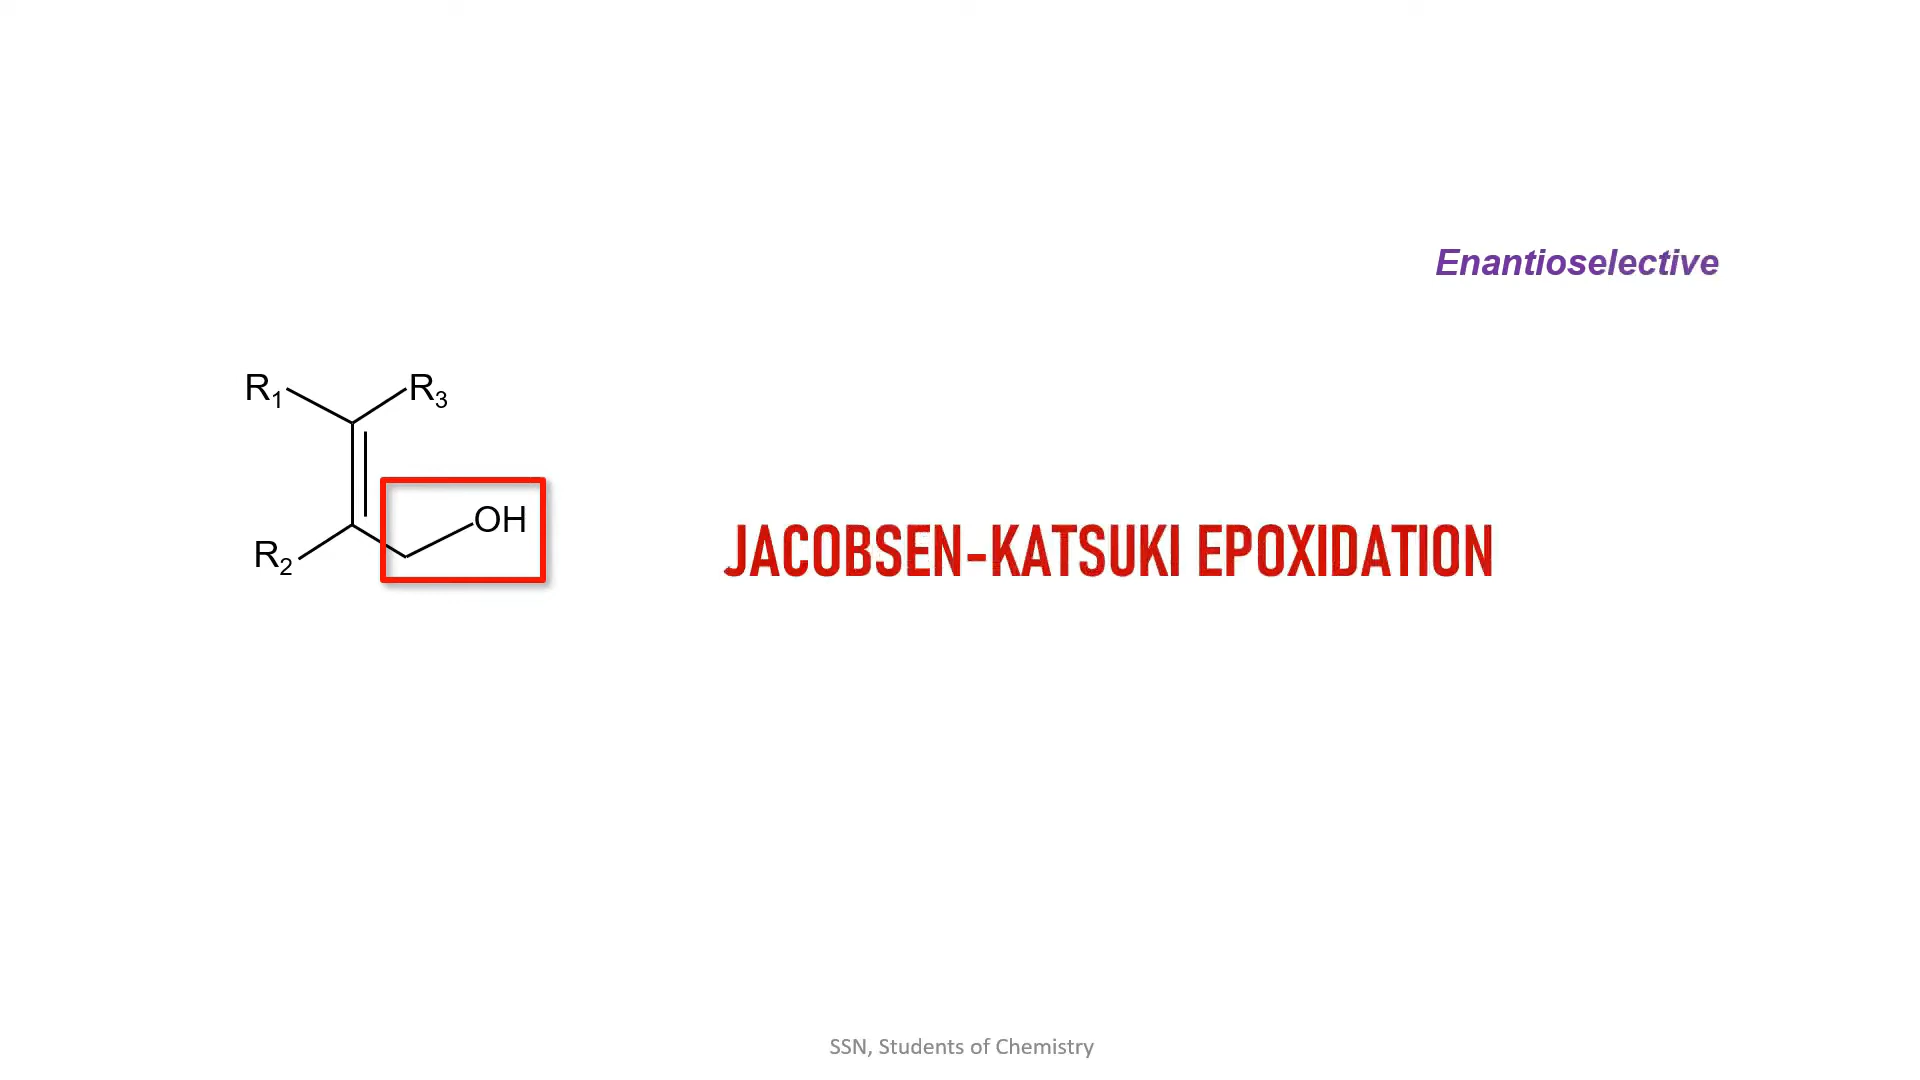 Enantioselective
R1 R3
OH
R2
JACOBSEN-KATSUKI EPOXIDATION
SSN, Students of Chemistry